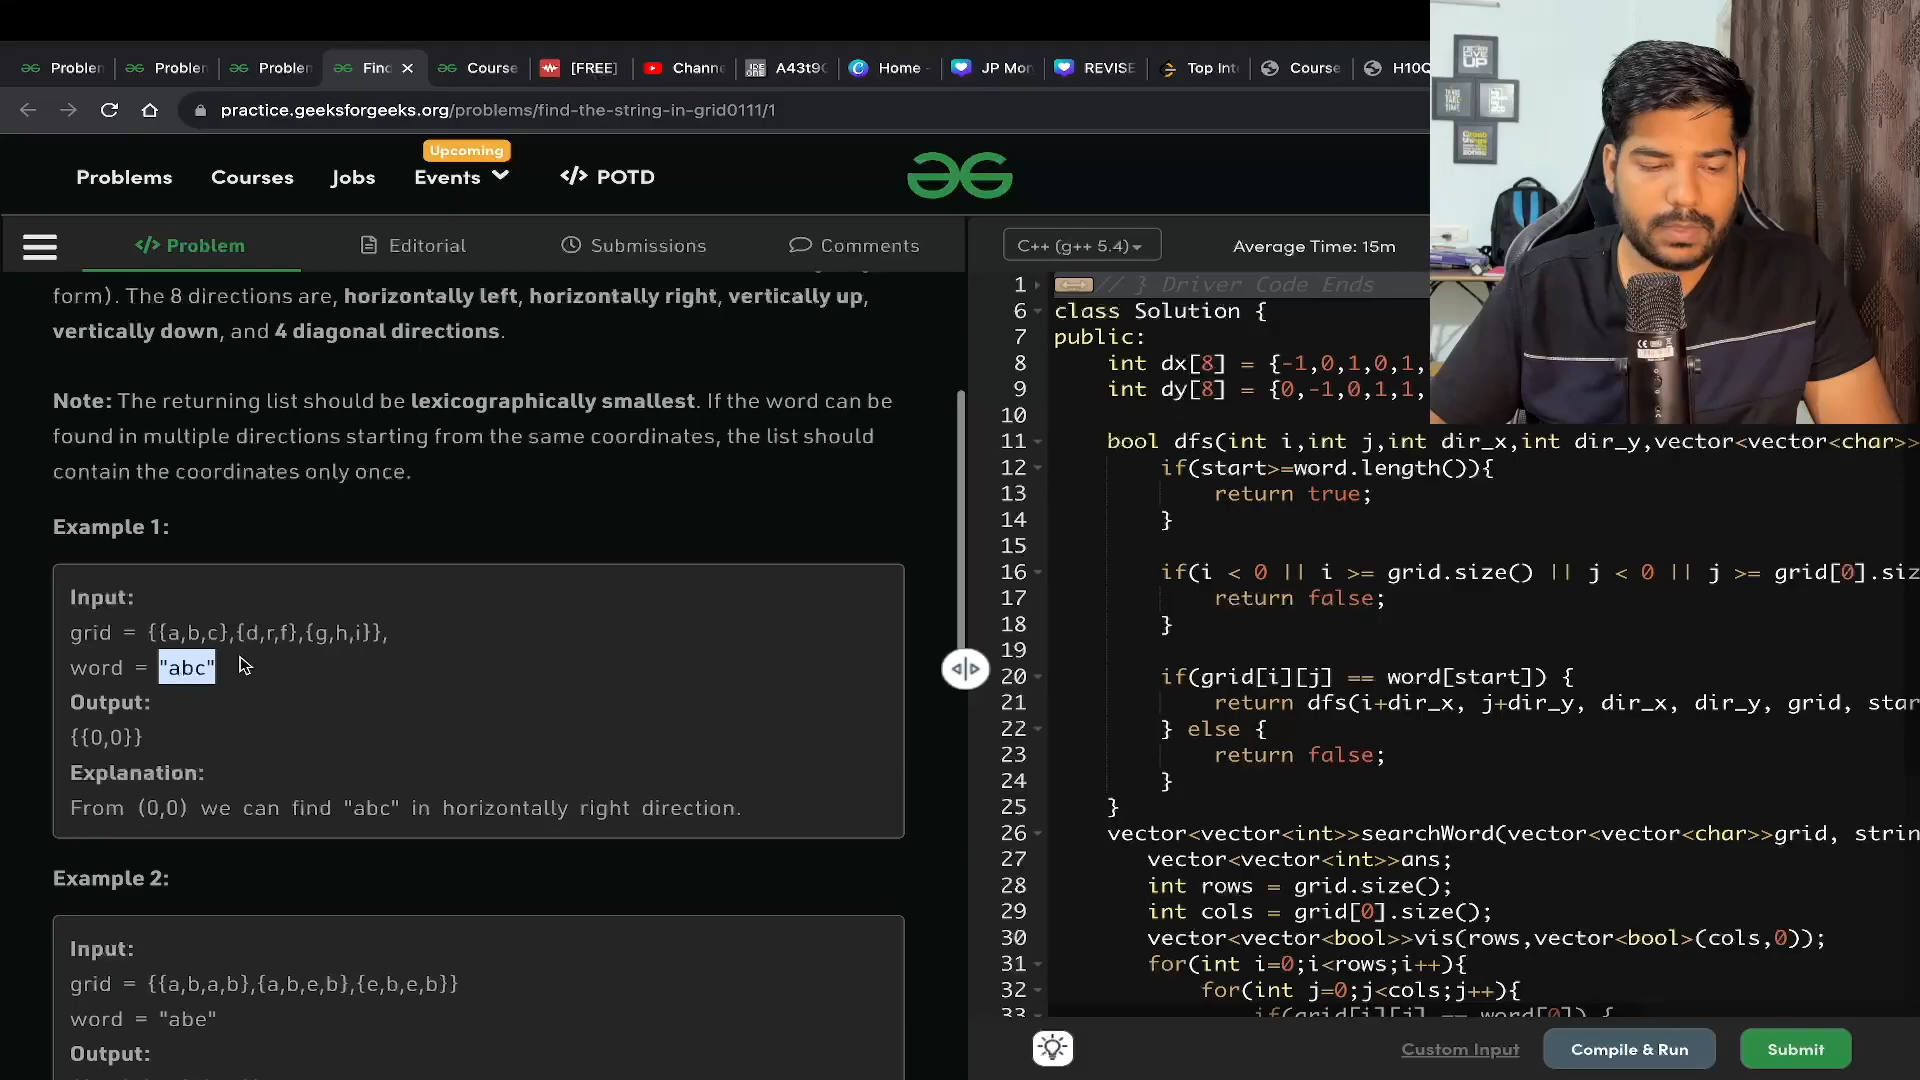 Problen
Problen
Problen
Find
Course
[FREE]
Channe
A43t9C
Home -
JP Mon
REVISE
Top Inte
Course
H10Q
practice.geeksforgeeks.org/problems/find-the-string-in-grid0111/1
Upcoming
Problems
Courses
Jobs
Events
</> POTD
</> Problem
Editorial
Submissions
Comments
form). The 8 directions are, horizontally left, horizontally right, vertically up,
vertically down, and 4 diagonal directions.
Note: The returning list should be lexicographically smallest. If the word can be
found in multiple directions starting from the same coordinates, the list should
contain the coordinates only once.
Example 1:
Input:
grid = {{a,b,c},{d,r,f},{g,h,i}},
word = "abc"
Output:
{{0,0}}
Explanation:
From (0,0) we can find "abc" in horizontally right direction.
Example 2:
Input:
grid = {{a,b,a,b},{a,b,e,b},{e,b,e,b}}
word = "abe"
Output:
C++ (g++ 5.4)
Average Time: 15m
1 // } Driver Code Ends
6 class Solution {
7 public:
8 int dx[8] = {-1,0,1,0,1,
9 int dy[8] = {0,-1,0,1,1,
10
11 bool dfs(int i,int j,int dir_x,int dir_y,vector<vector<char>>
12 if(start>=word.length()){
13 return true;
14 }
15
16 if(i < 0 || i >= grid.size() || j < 0 || j >= grid[0].siz
17 return false;
18 }
19
20 if(grid[i][j] == word[start]) {
21 return dfs(i+dir_x, j+dir_y, dir_x, dir_y, grid, star
22 } else {
23 return false;
24 }
25 }
26 vector<vector<int>>searchWord(vector<vector<char>>grid, strin
27 vector<vector<int>>ans;
28 int rows = grid.size();
29 int cols = grid[0].size();
30 vector<vector<bool>>vis(rows,vector<bool>(cols,0));
31 for(int i=0;i<rows;i++){
32 for(int j=0;j<cols;j++){
33 if(grid[i][j] == word[0]) {
Custom Input
Compile & Run
Submit